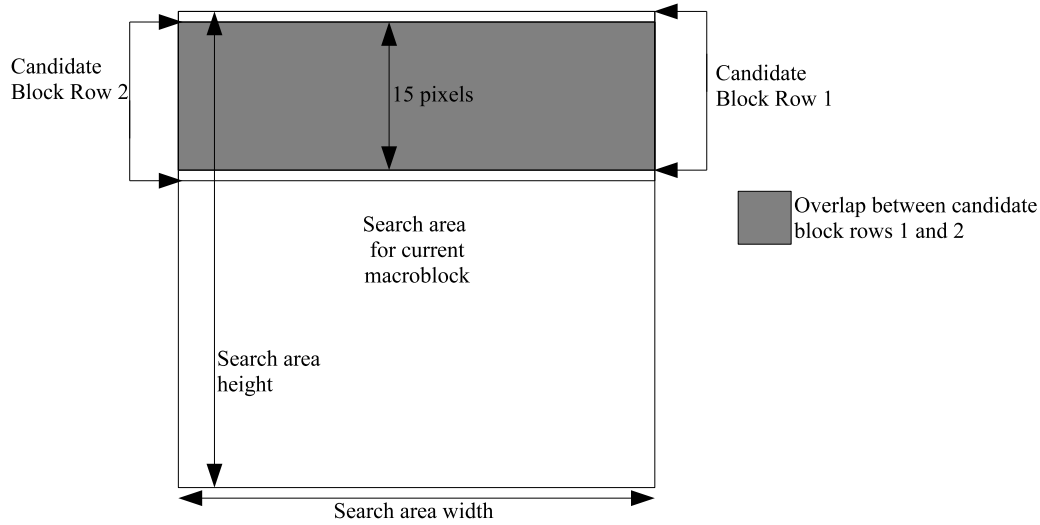 Candidate
Block Row 2
15 pixels
Candidate
Block Row 1
Overlap between candidate
block rows 1 and 2
Search area
for current
macroblock
Search area
height
Search area width